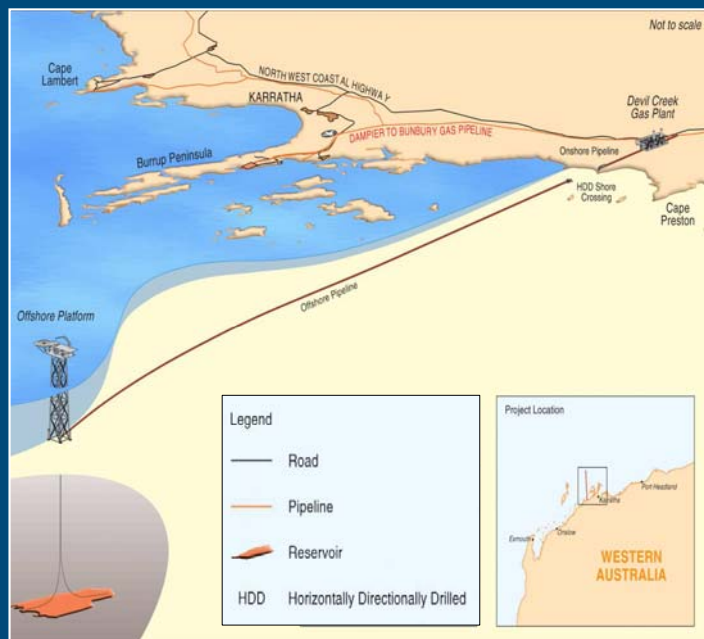 Not to scale
Cape
Lambert
NORTH WEST COASTAL HIGHWAY
KARRATHA
Devil Creek
Gas Plant
DAMPIER TO BUNBURY GAS PIPELINE
Onshore Pipeline
Burrup Peninsula
HDD Shore
Crossing
Cape
Preston
Offshore Pipeline
Offshore Platform
Legend
Road
Pipeline
Reservoir
HDD Horizontally Directionally Drilled
Project Location
Port Headland
Karratha
Onslow
Exmouth
WESTERN
AUSTRALIA